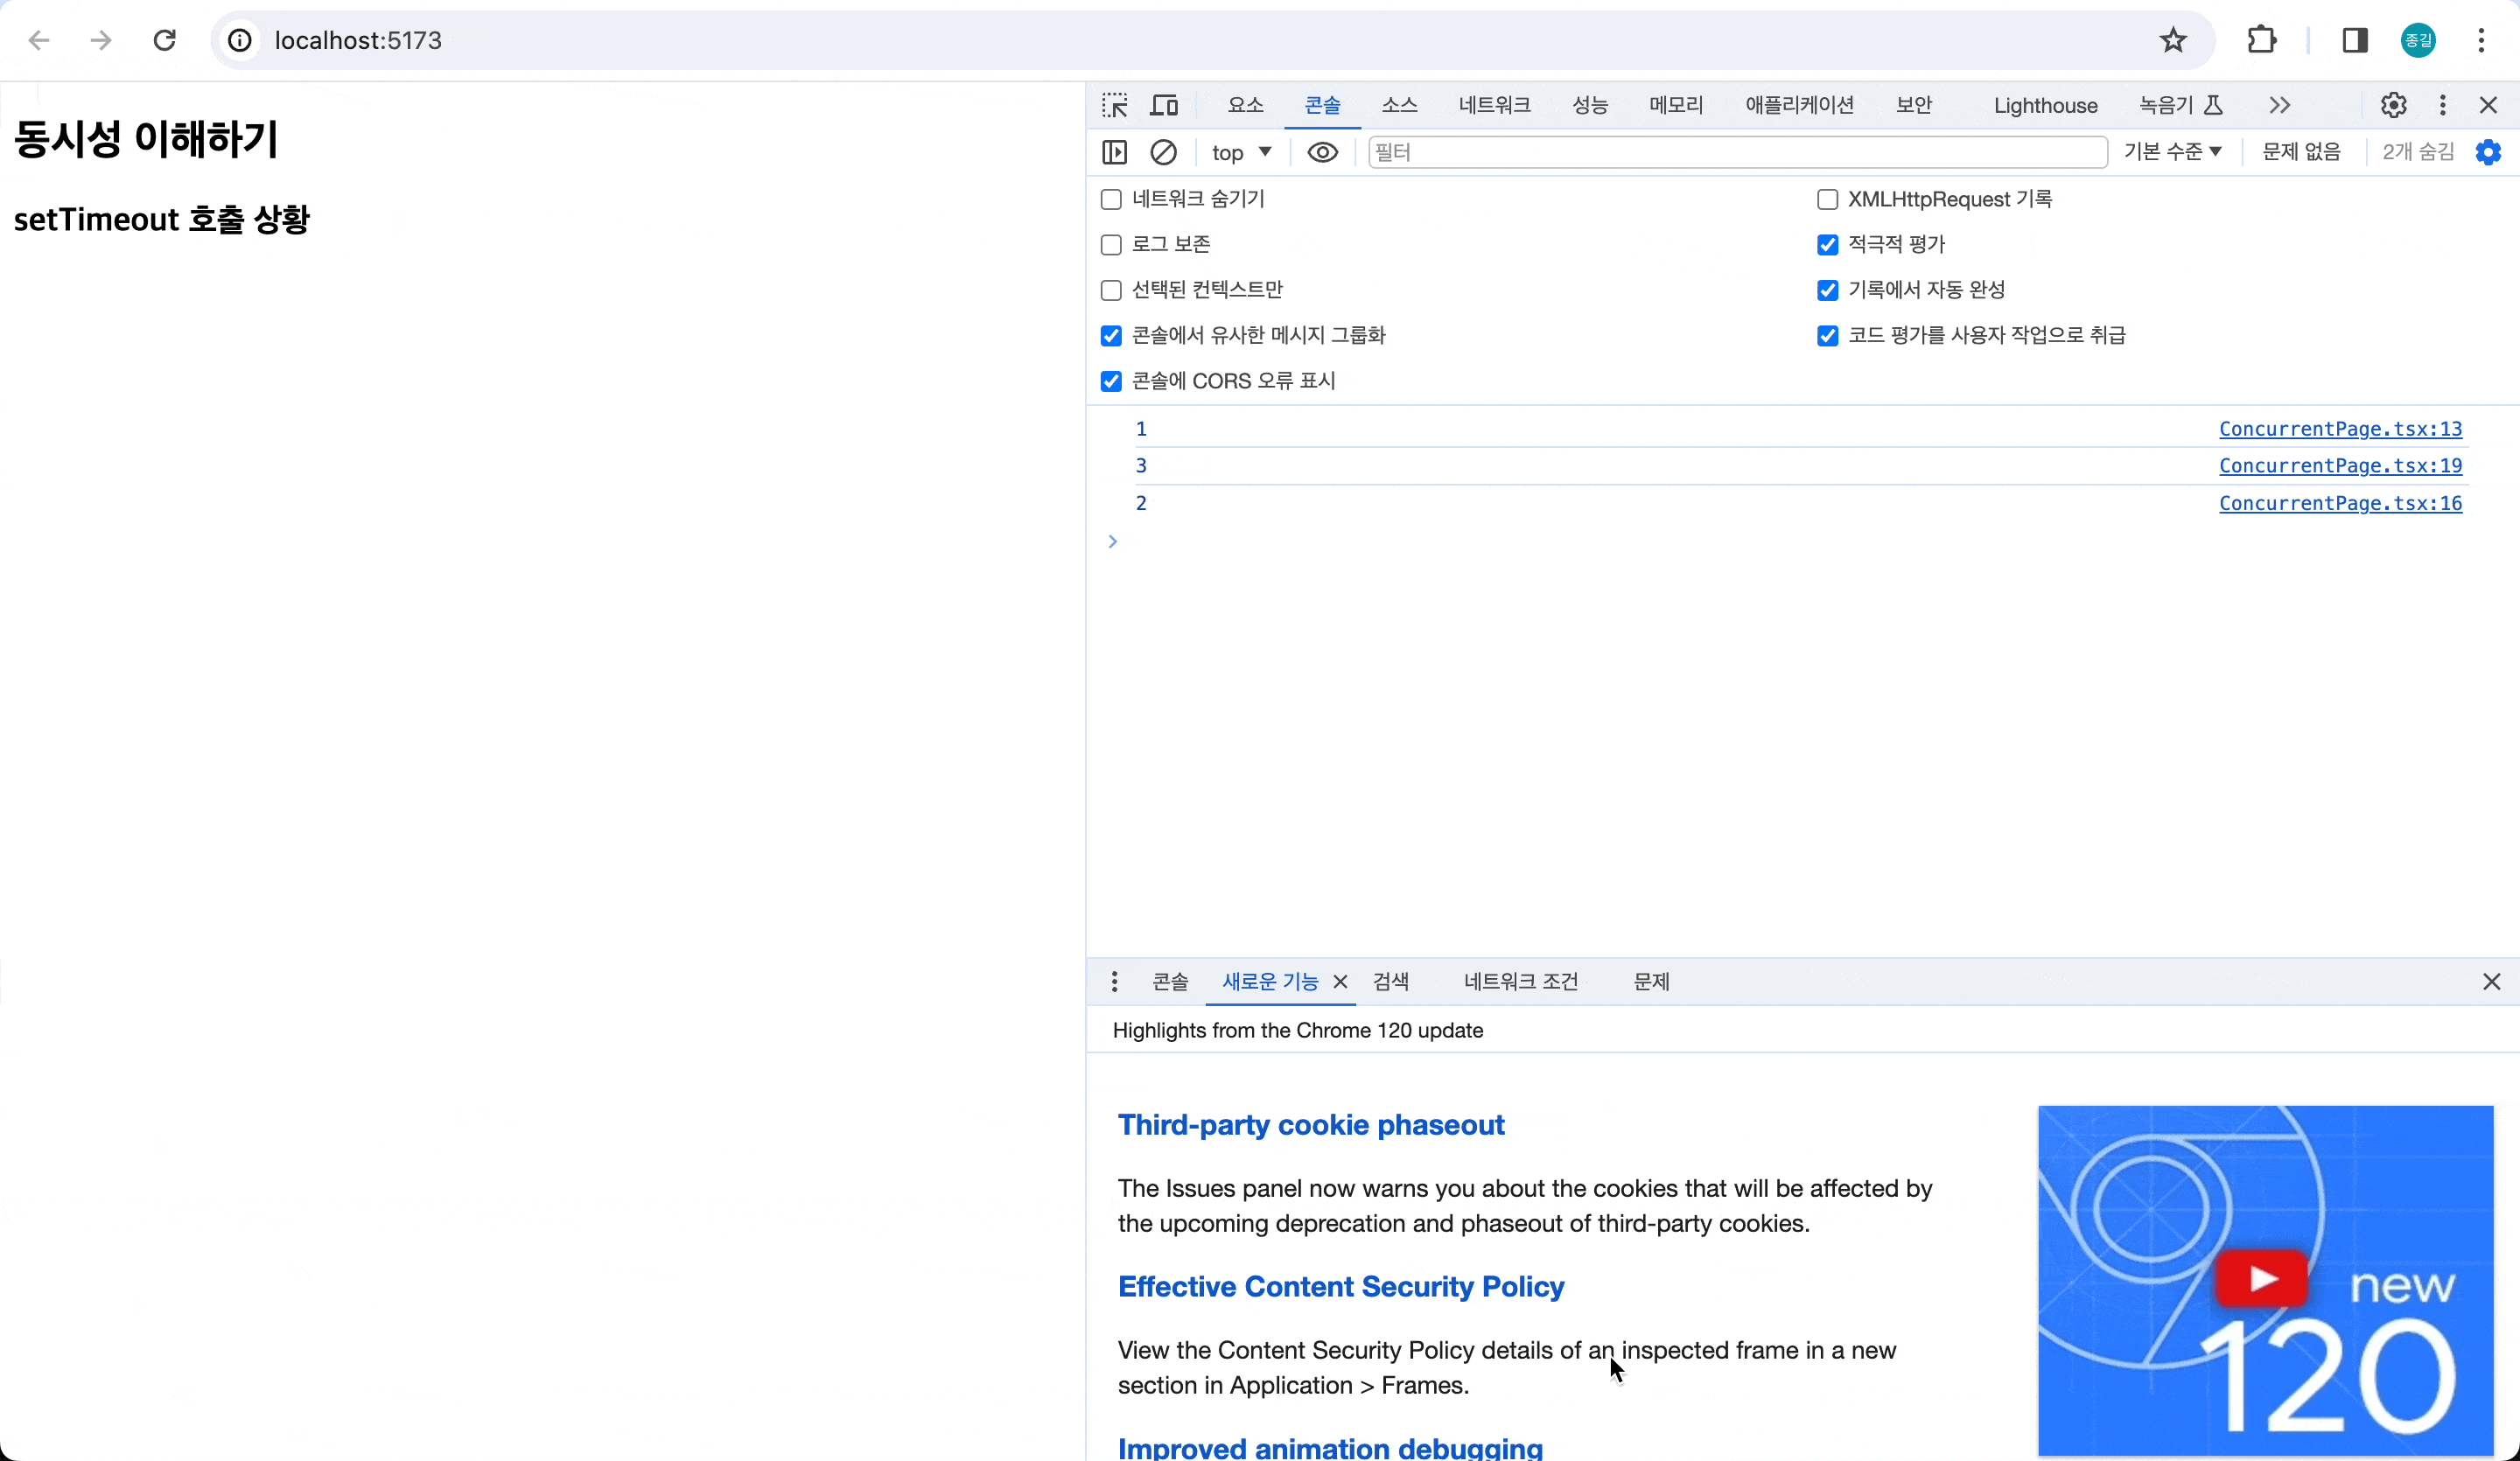 localhost:5173
종길
동시성 이해하기
setTimeout 호출 상황
요소 콘솔 소스 네트워크 성능 메모리 애플리케이션 보안 Lighthouse 녹음기
top 필터 기본 수준 문제 없음 2개 숨김
네트워크 숨기기 XMLHttpRequest 기록
로그 보존 적극적 평가
선택된 컨텍스트만 기록에서 자동 완성
콘솔에서 유사한 메시지 그룹화 코드 평가를 사용자 작업으로 취급
콘솔에 CORS 오류 표시
1 ConcurrentPage.tsx:13
3 ConcurrentPage.tsx:19
2 ConcurrentPage.tsx:16
콘솔 새로운 기능 검색 네트워크 조건 문제
Highlights from the Chrome 120 update
Third-party cookie phaseout
The Issues panel now warns you about the cookies that will be affected by
the upcoming deprecation and phaseout of third-party cookies.
Effective Content Security Policy
View the Content Security Policy details of an inspected frame in a new
section in Application > Frames.
Improved animation debugging
new
120